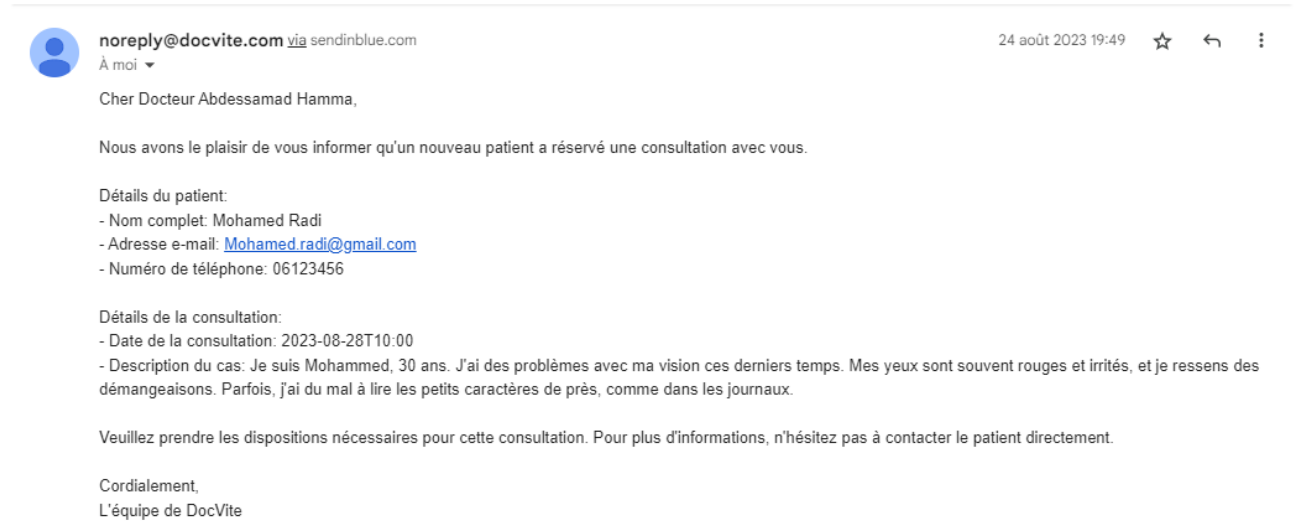 noreply@docvite.com via sendinblue.com
24 août 2023 19:49
À moi
Cher Docteur Abdessamad Hamma,
Nous avons le plaisir de vous informer qu'un nouveau patient a réservé une consultation avec vous.
Détails du patient:
- Nom complet: Mohamed Radi
- Adresse e-mail: Mohamed.radi@gmail.com
- Numéro de téléphone: 06123456
Détails de la consultation:
- Date de la consultation: 2023-08-28T10:00
- Description du cas: Je suis Mohammed, 30 ans. J'ai des problèmes avec ma vision ces derniers temps. Mes yeux sont souvent rouges et irrités, et je ressens des
démangeaisons. Parfois, j'ai du mal à lire les petits caractères de près, comme dans les journaux.
Veuillez prendre les dispositions nécessaires pour cette consultation. Pour plus d'informations, n'hésitez pas à contacter le patient directement.
Cordialement,
L'équipe de DocVite